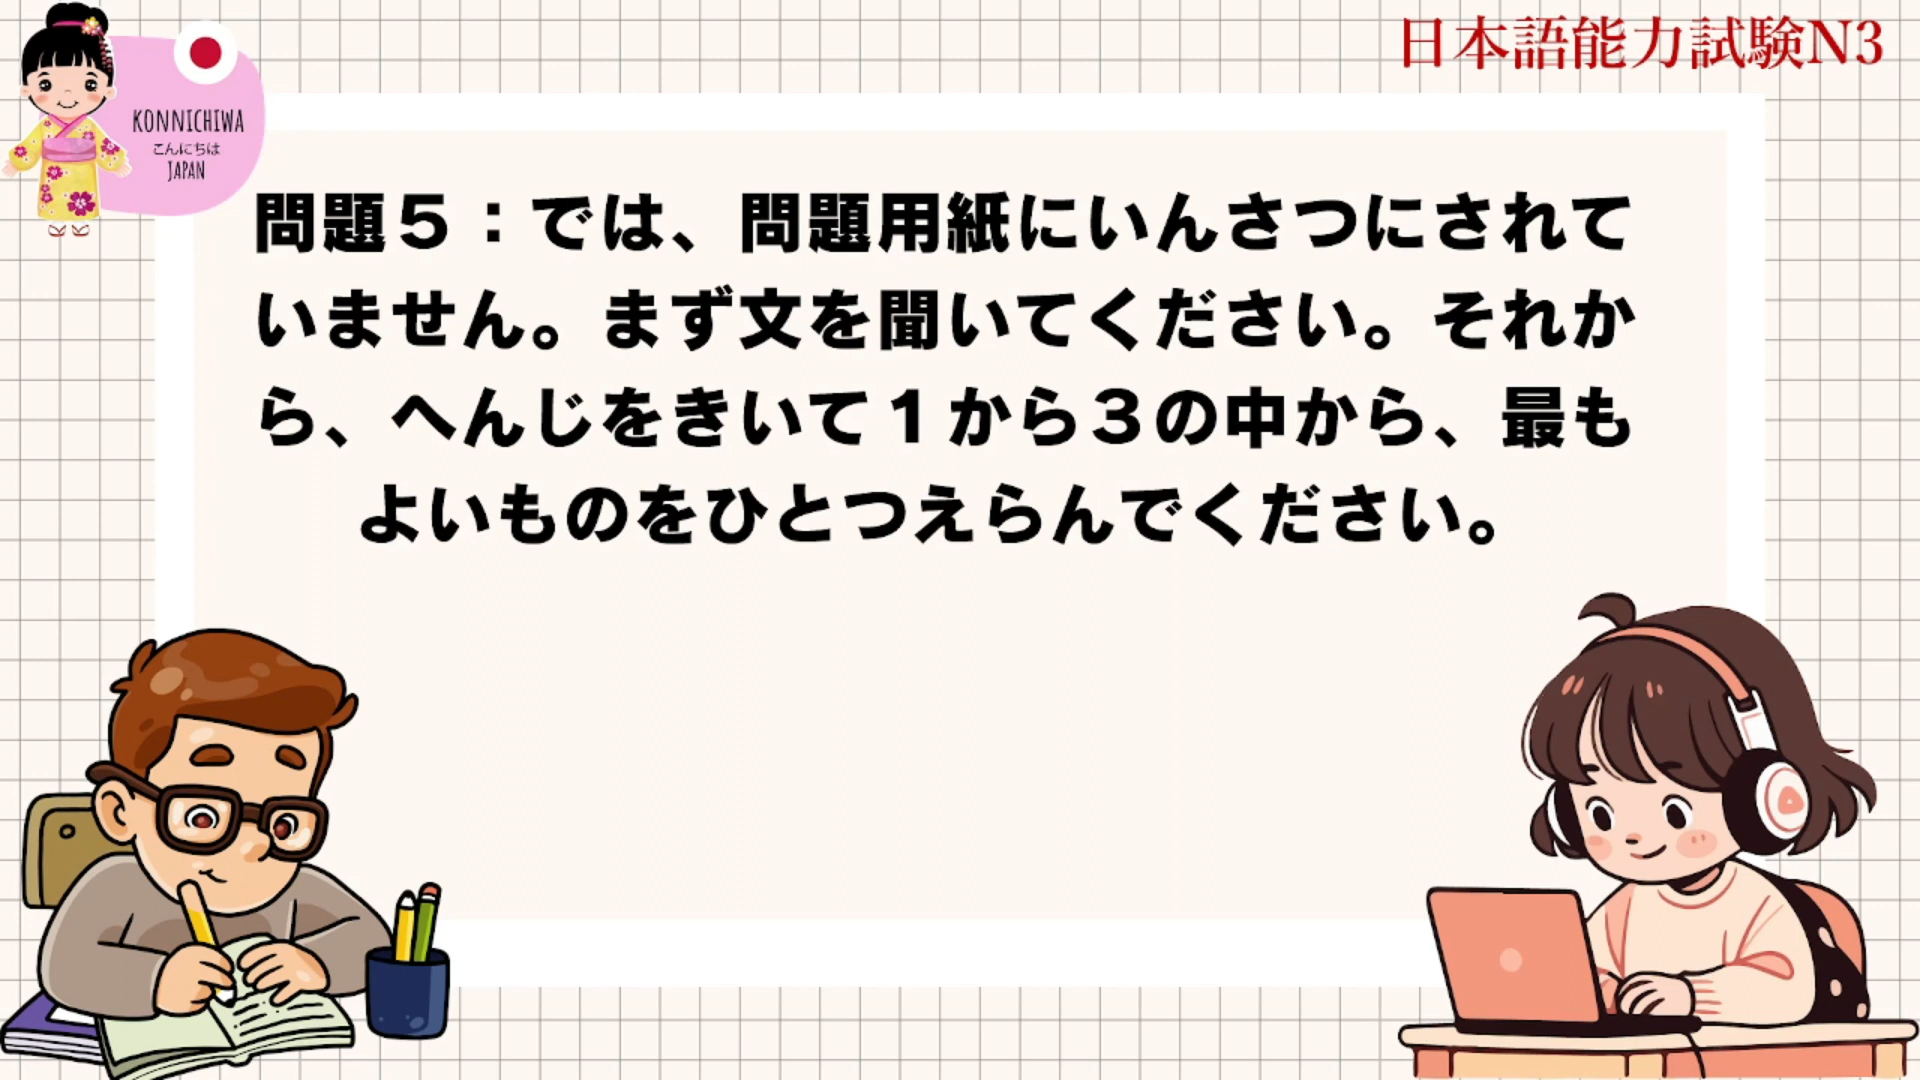 日本語能力試験N3
KONNICHIWA
こんにちは
JAPAN
問題５：では、問題用紙にいんさつにされて
いません。まず文を聞いてください。それか
ら、へんじをきいて１から３の中から、最も
よいものをひとつえらんでください。